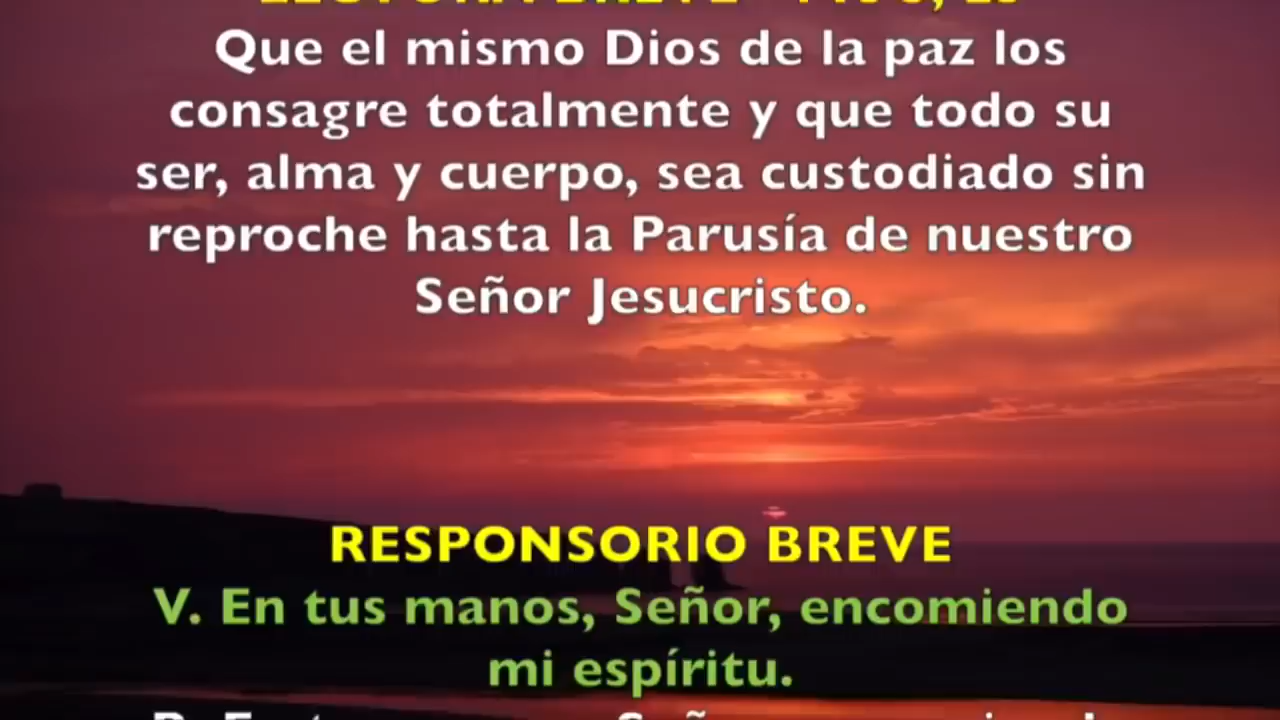 Que el mismo Dios de la paz los
consagre totalmente y que todo su
ser, alma y cuerpo, sea custodiado sin
reproche hasta la Parusía de nuestro
Señor Jesucristo.
RESPONSORIO BREVE
V. En tus manos, Señor, encomiendo
mi espíritu.